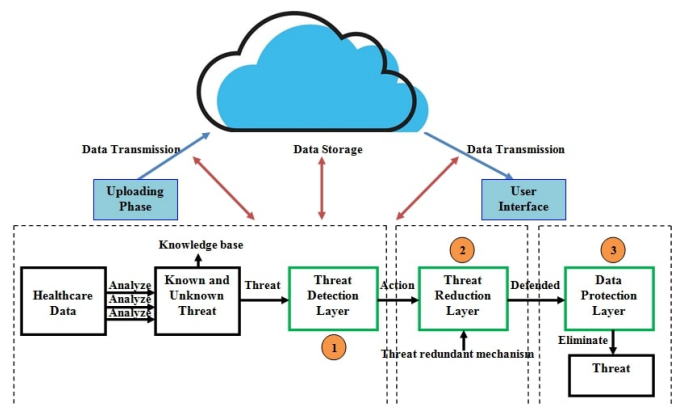 Data Transmission
Data Storage
Data Transmission
Uploading
Phase
User
Interface
Knowledge base
2
3
Healthcare
Data
Analyze
Analyze
Analyze
Known and
Unknown
Threat
Threat
Threat
Detection
Layer
1
Action
Threat
Reduction
Layer
Threat redundant mechanism
Defended
Data
Protection
Layer
Eliminate
Threat